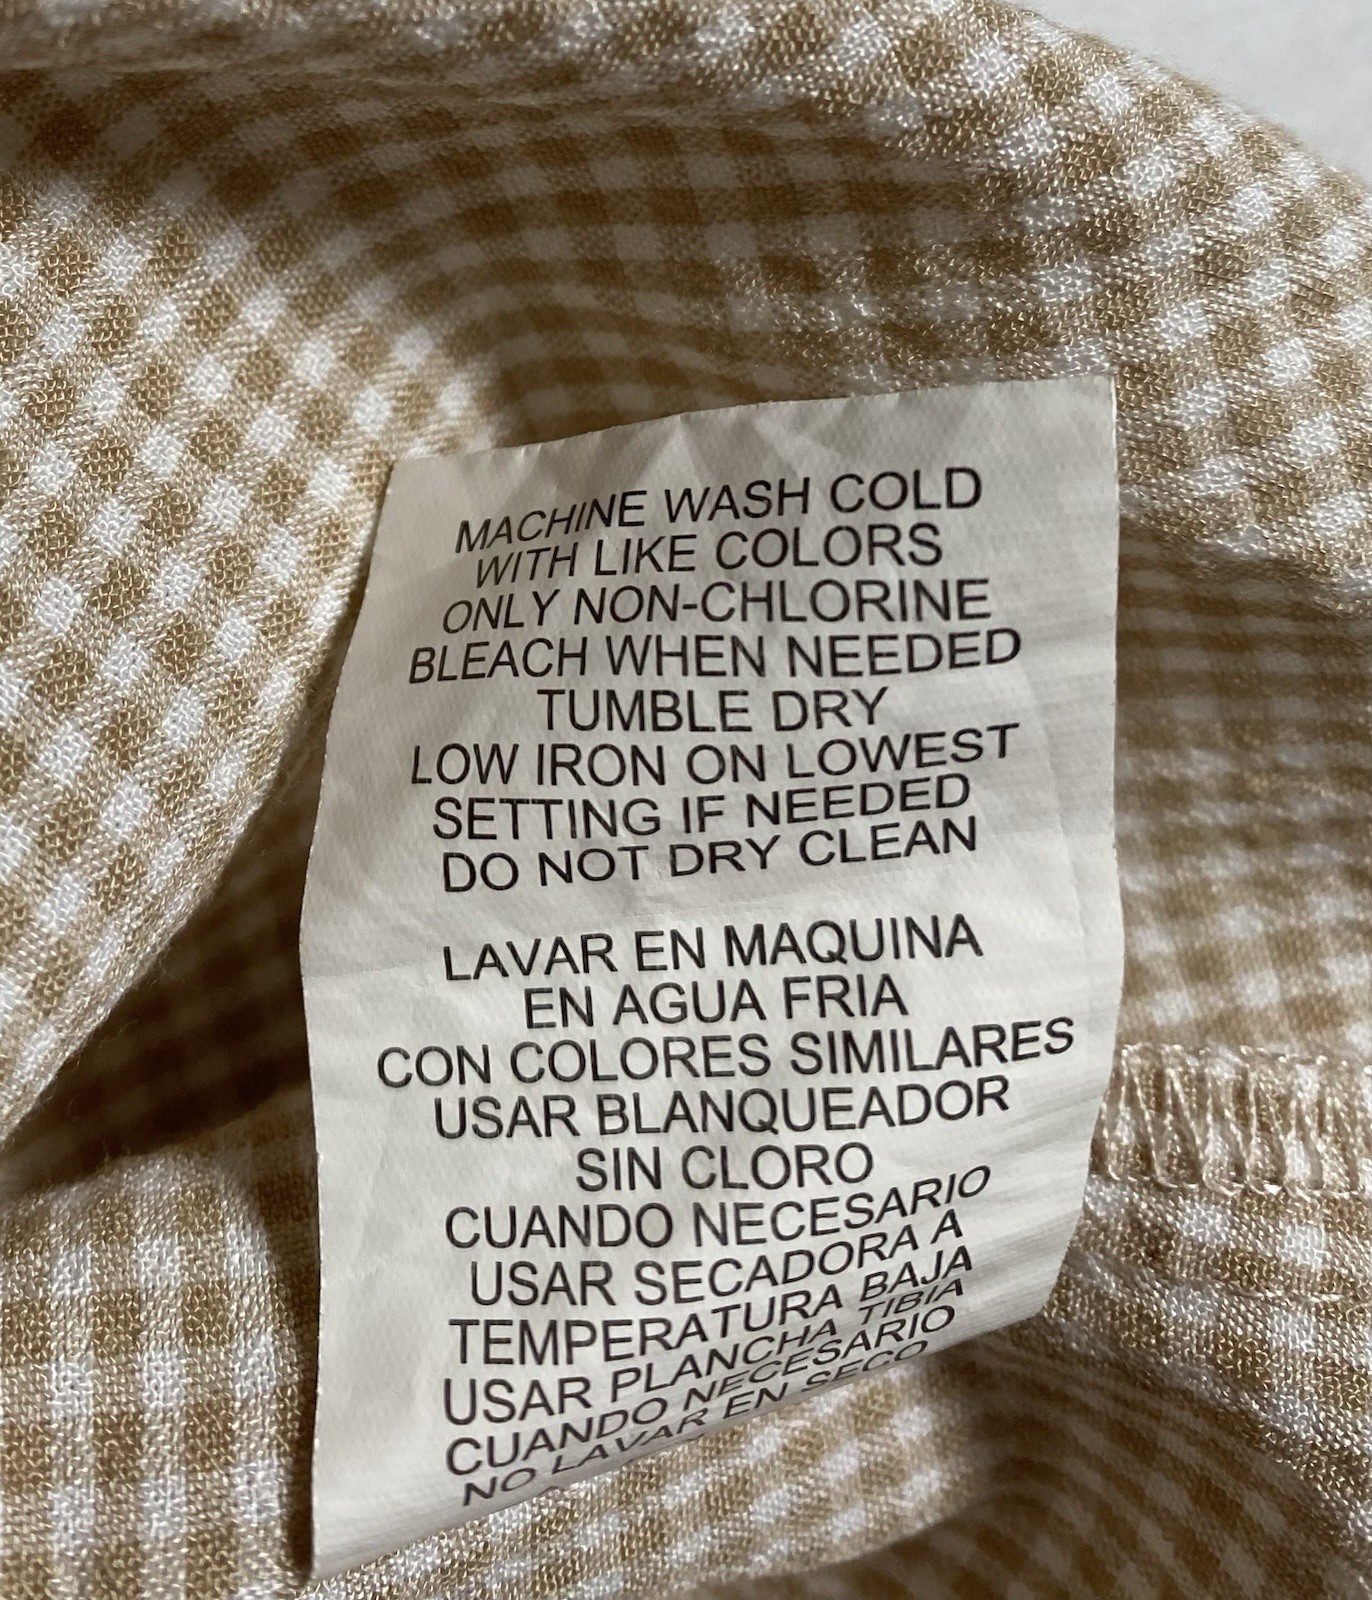 MACHINE WASH COLD
WITH LIKE COLORS
ONLY NON-CHLORINE
BLEACH WHEN NEEDED
TUMBLE DRY
LOW IRON ON LOWEST
SETTING IF NEEDED
DO NOT DRY CLEAN
LAVAR EN MAQUINA
EN AGUA FRIA
CON COLORES SIMILARES
USAR BLANQUEADOR
SIN CLORO
CUANDO NECESARIO
USAR SECADORA A
TEMPERATURA BAJA
USAR PLANCHA TIBIA
CUANDO NECESARIO
NO LAVAR EN SECO